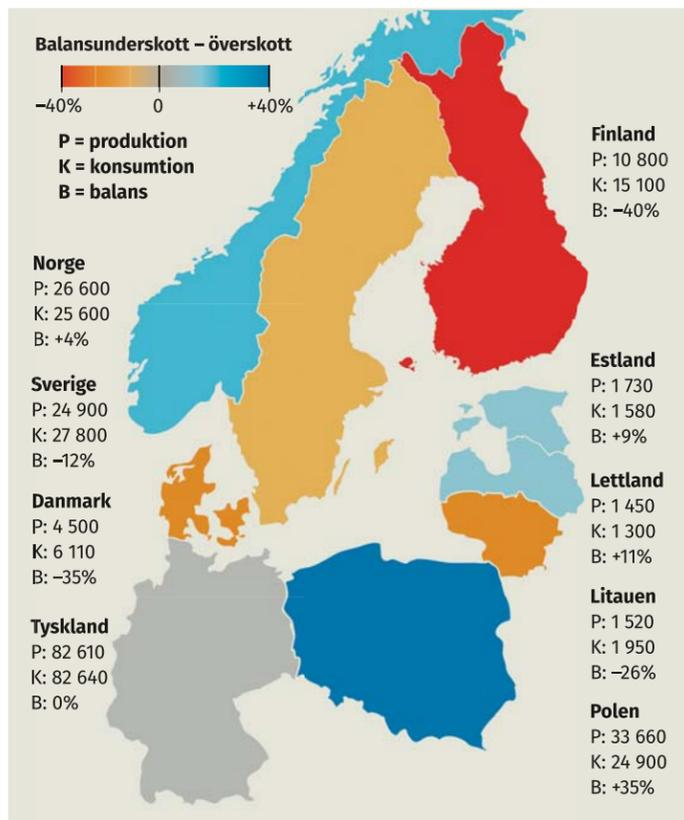 Balansunderskott – överskott
–40% 0 +40%
P = produktion
K = konsumtion
B = balans
Norge
P: 26 600
K: 25 600
B: +4%
Sverige
P: 24 900
K: 27 800
B: –12%
Danmark
P: 4 500
K: 6 110
B: –35%
Tyskland
P: 82 610
K: 82 640
B: 0%
Finland
P: 10 800
K: 15 100
B: –40%
Estland
P: 1 730
K: 1 580
B: +9%
Lettland
P: 1 450
K: 1 300
B: +11%
Litauen
P: 1 520
K: 1 950
B: –26%
Polen
P: 33 660
K: 24 900
B: +35%